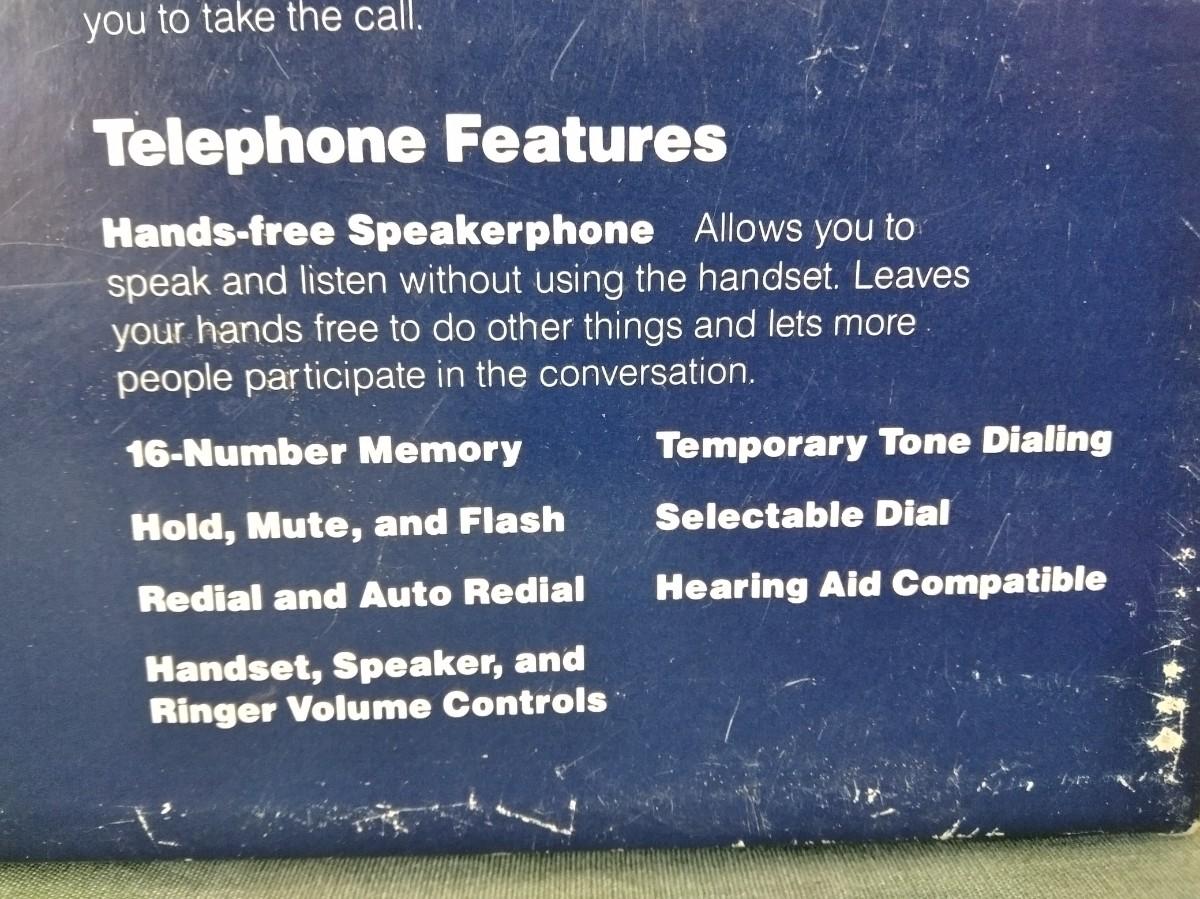 you to take the call.
Telephone Features
Hands-free Speakerphone Allows you to
speak and listen without using the handset. Leaves
your hands free to do other things and lets more
people participate in the conversation.
16-Number Memory
Hold, Mute, and Flash
Redial and Auto Redial
Handset, Speaker, and
Ringer Volume Controls
Temporary Tone Dialing
Selectable Dial
Hearing Aid Compatible